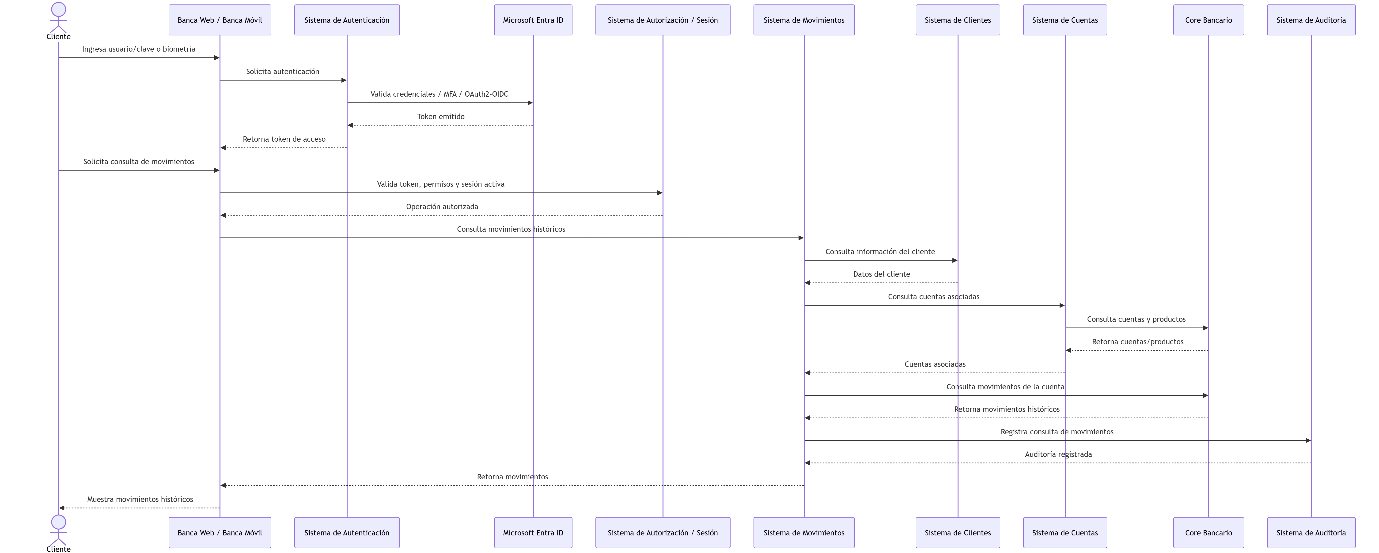 Cliente
Banca Web / Banca Móvil
Sistema de Autenticación
Microsoft Entra ID
Sistema de Autorización / Sesión
Sistema de Movimientos
Sistema de Clientes
Sistema de Cuentas
Core Bancario
Sistema de Auditoría
Ingresa usuario/clave o biometría
Solicita autenticación
Valida credenciales / MFA / OAuth2-OIDC
Token emitido
Retorna token de acceso
Solicita consulta de movimientos
Valida token, permisos y sesión activa
Operación autorizada
Consulta movimientos históricos
Consulta información del cliente
Datos del cliente
Consulta cuentas asociadas
Consulta cuentas y productos
Retorna cuentas/productos
Cuentas asociadas
Consulta movimientos de la cuenta
Retorna movimientos históricos
Registra consulta de movimientos
Auditoría registrada
Retorna movimientos
Muestra movimientos históricos
Cliente
Banca Web / Banca Móvil
Sistema de Autenticación
Microsoft Entra ID
Sistema de Autorización / Sesión
Sistema de Movimientos
Sistema de Clientes
Sistema de Cuentas
Core Bancario
Sistema de Auditoría